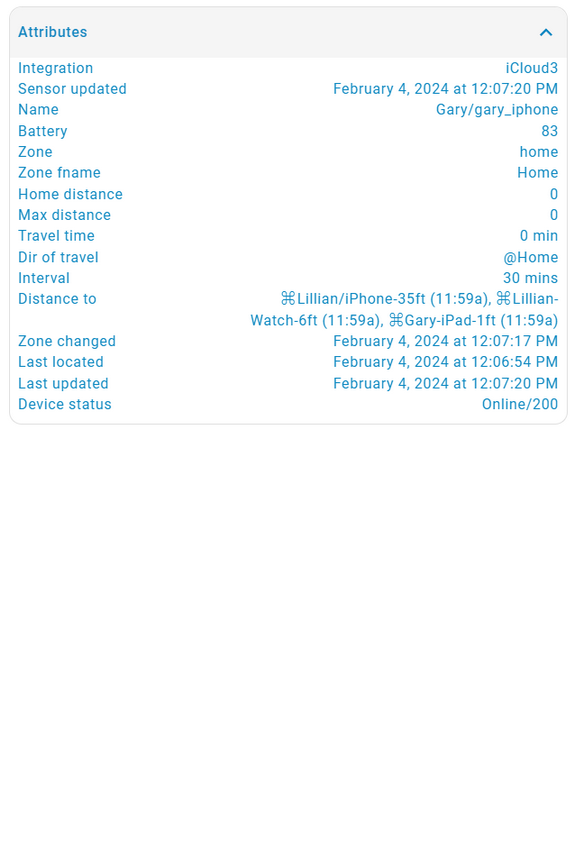 Attributes
Integration iCloud3
Sensor updated February 4, 2024 at 12:07:20 PM
Name Gary/gary_iphone
Battery 83
Zone home
Zone fname Home
Home distance 0
Max distance 0
Travel time 0 min
Dir of travel @Home
Interval 30 mins
Distance to ⌘Lillian/iPhone-35ft (11:59a), ⌘Lillian-
Watch-6ft (11:59a), ⌘Gary-iPad-1ft (11:59a)
Zone changed February 4, 2024 at 12:07:17 PM
Last located February 4, 2024 at 12:06:54 PM
Last updated February 4, 2024 at 12:07:20 PM
Device status Online/200